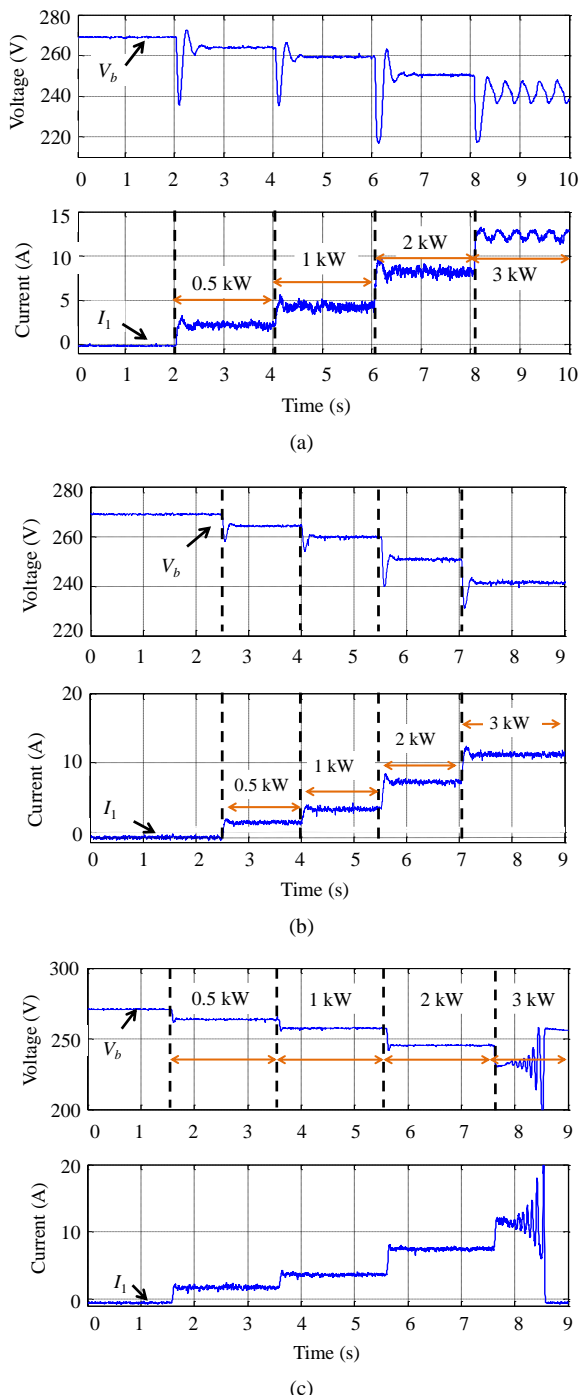 280
260
240
220
Voltage (V)
V_b
0 1 2 3 4 5 6 7 8 9 10
15
10
5
0
Current (A)
0.5 kW
1 kW
2 kW
3 kW
I_1
0 1 2 3 4 5 6 7 8 9 10
Time (s)
(a)
280
260
240
220
Voltage (V)
V_b
0 1 2 3 4 5 6 7 8 9
20
10
0
Current (A)
0.5 kW
1 kW
2 kW
3 kW
I_1
0 1 2 3 4 5 6 7 8 9
Time (s)
(b)
300
250
200
Voltage (V)
0.5 kW 1 kW 2 kW 3 kW
V_b
0 1 2 3 4 5 6 7 8 9
20
10
0
Current (A)
I_1
0 1 2 3 4 5 6 7 8 9
Time (s)
(c)